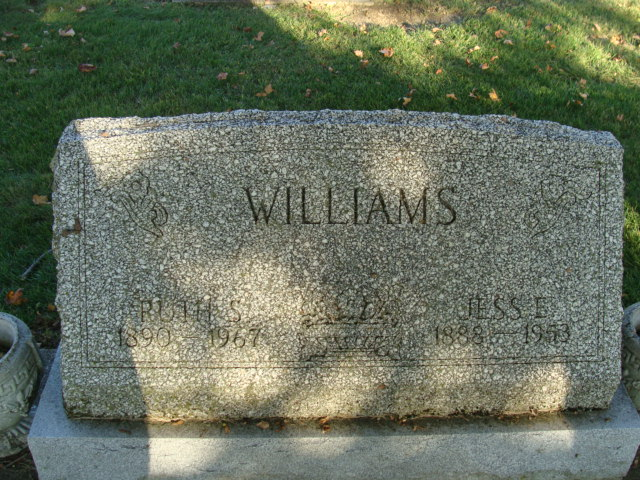 WILLIAMS
RUTH S. JESS E.
1890 — 1967 1888 — 1953